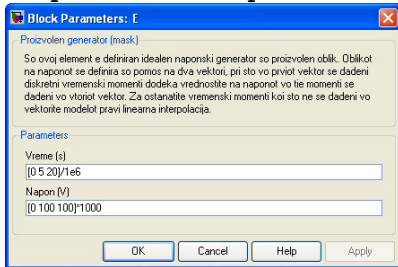 Block Parameters: E
Proizvolen generator (mask)
So ovoj element e definiran idealen naponski generator so proizvolen oblik. Oblikot
na naponot se definira so pomos na dva vektori, pri sto vo prviot vektor se dadeni
diskretni vremenski momenti dodeka vrednostite na naponot vo tie momenti se
dadeni vo vtoriot vektor. Za ostanatite vremenski momenti koi sto ne se dadeni vo
vektorite modelot pravi linearna interpolacija.
Parameters
Vreme (s)
[0 5 20]/1e6
Napon (V)
[0 100 100]*1000
OK Cancel Help Apply